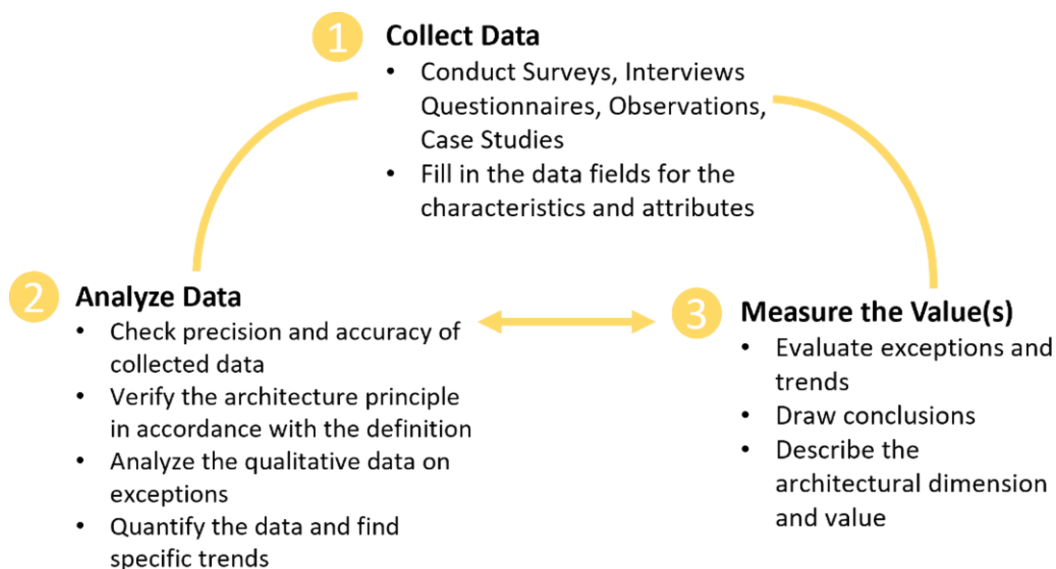 1 Collect Data
• Conduct Surveys, Interviews
Questionnaires, Observations,
Case Studies
• Fill in the data fields for the
characteristics and attributes
2 Analyze Data
• Check precision and accuracy of
collected data
• Verify the architecture principle
in accordance with the definition
• Analyze the qualitative data on
exceptions
• Quantify the data and find
specific trends
3 Measure the Value(s)
• Evaluate exceptions and
trends
• Draw conclusions
• Describe the
architectural dimension
and value